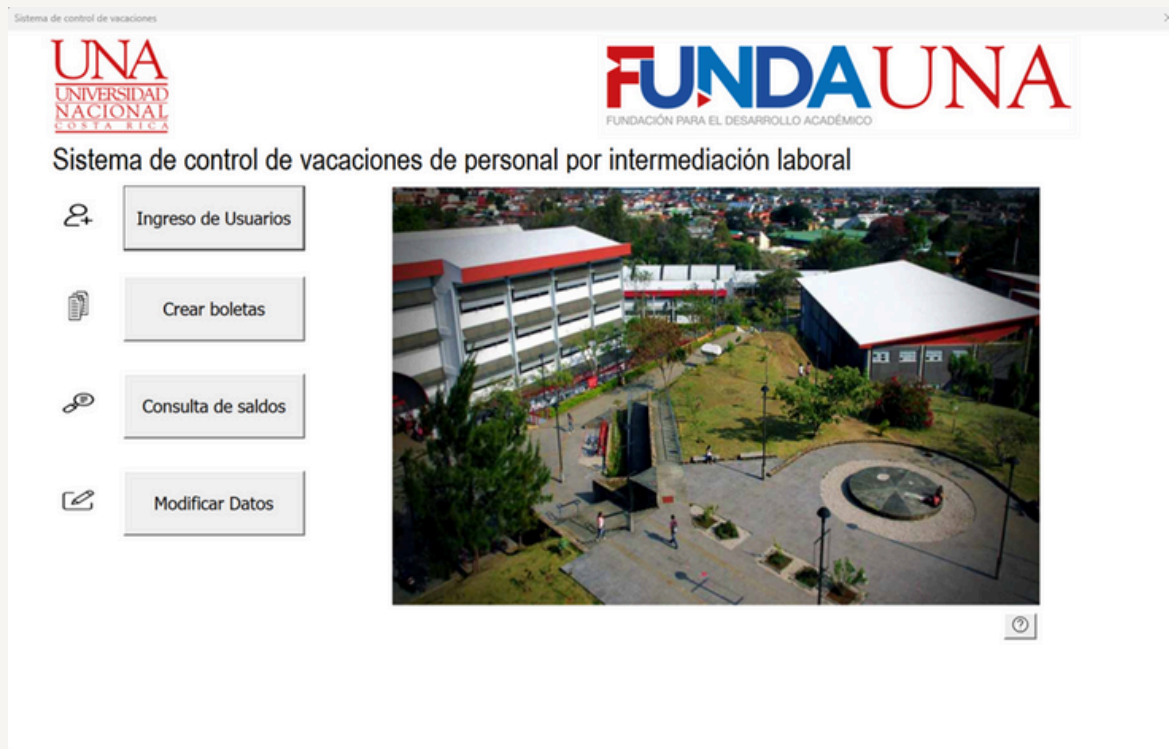 Sistema de control de vacaciones
UNA
UNIVERSIDAD
NACIONAL
COSTA RICA
FUNDAUNA
FUNDACIÓN PARA EL DESARROLLO ACADÉMICO
Sistema de control de vacaciones de personal por intermediación laboral
Ingreso de Usuarios
Crear boletas
Consulta de saldos
Modificar Datos